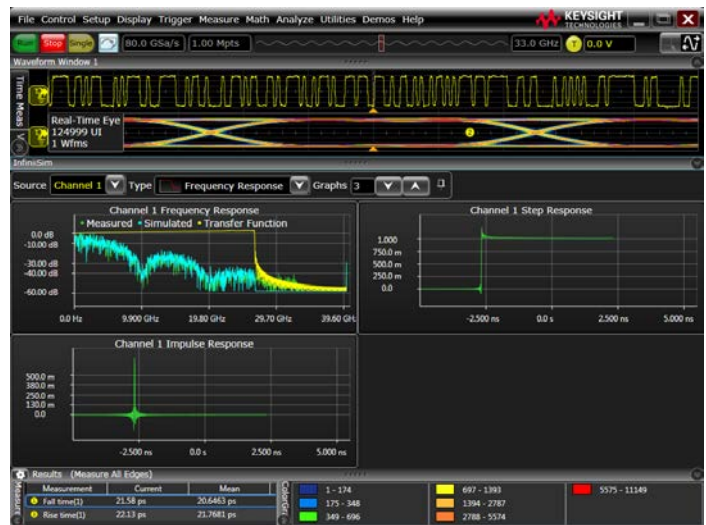 File Control Setup Display Trigger Measure Math Analyze Utilities Demos Help
KEYSIGHT
TECHNOLOGIES
Run Stop Single 80.0 GSa/s 1.00 Mpts 33.0 GHz T 0.0 V
Waveform Window 1
Time Meas
Real-Time Eye
124999 UI
1 Wfms
2
InfiniiSim
Source Channel 1 Type Frequency Response Graphs 3
Channel 1 Frequency Response
Measured Simulated Transfer Function
0.0 dB
-10.00 dB
-30.00 dB
-40.00 dB
-60.00 dB
0.0 Hz 9.900 GHz 19.80 GHz 29.70 GHz 39.60 GHz
Channel 1 Step Response
1.000
750.0 m
500.0 m
250.0 m
0.0
-2.500 ns 0.0 s 2.500 ns 5.000 ns
Channel 1 Impulse Response
500.0 m
380.0 m
250.0 m
130.0 m
0.0
-2.500 ns 0.0 s 2.500 ns 5.000 ns
Results (Measure All Edges)
Measure
Measurement Current Mean
Fall time(1) 21.58 ps 20.6463 ps
Rise time(1) 22.13 ps 21.7681 ps
ColorGr
1 - 174 697 - 1393 5575 - 11149
175 - 348 1394 - 2787
349 - 696 2788 - 5574